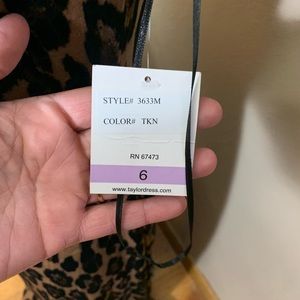 STYLE# 3633M
COLOR# TKN
RN 67473
6
www.taylordress.com